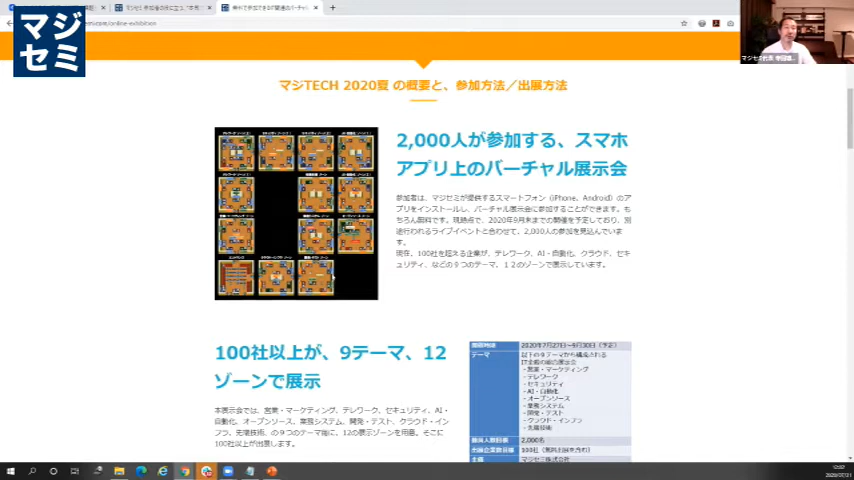 マジ
セミ
マジセミ 参加者の役に立つ、"本気"
com/online-exhibition
マジTECH 2020夏 の概要と、参加方法／出展方法
2,000人が参加する、スマホ
アプリ上のバーチャル展示会
参加者は、マジセミが提供するスマートフォン（iPhone、Android）のア
プリをインストールし、バーチャル展示会に参加することができます。も
ちろん無料です。現時点で、2020年9月末までの開催を予定しており、別
途行われるライブイベントと合わせて、2,000人の参加を見込んでいま
す。
現在、100社を超える企業が、テレワーク、AI・自動化、クラウド、セキ
ュリティ、などの９つのテーマ、１２のゾーンで展示しています。
100社以上が、9テーマ、12
ゾーンで展示
本展示会では、営業・マーケティング、テレワーク、セキュリティ、AI・
自動化、オープンソース、業務システム、開発・テスト、クラウド・イン
フラ、先端技術、の９つのテーマ毎に、12の展示ゾーンを用意。そこに
100社以上が出展します。
開催時期 2020年7月27日～9月30日（予定）
テーマ 以下の９テーマから構成される
IT全般の総合展示会
・営業・マーケティング
・テレワーク
・セキュリティ
・AI・自動化
・オープンソース
・業務システム
・開発・テスト
・クラウド・インフラ
・先端技術
2,000名
主催 マジセミ株式会社
12:02
2020/07/21